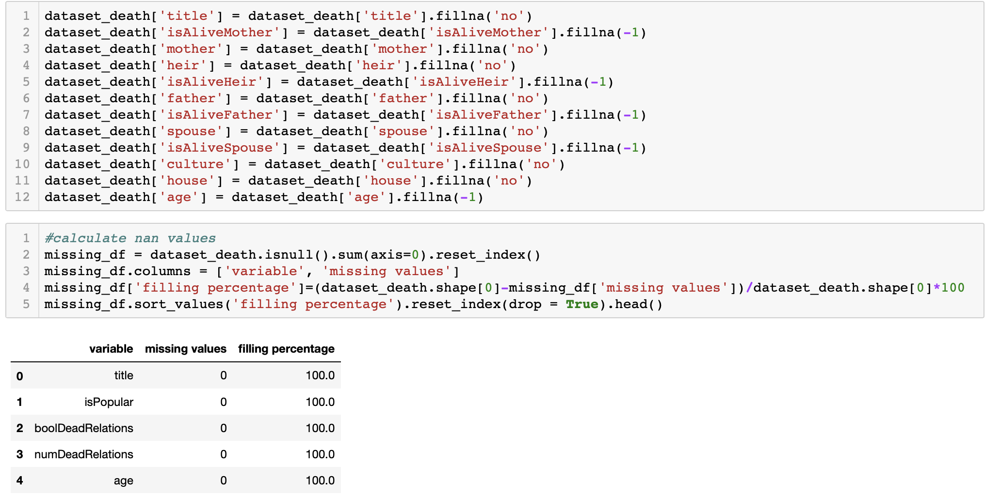 1 dataset_death['title'] = dataset_death['title'].fillna('no')
2 dataset_death['isAliveMother'] = dataset_death['isAliveMother'].fillna(-1)
3 dataset_death['mother'] = dataset_death['mother'].fillna('no')
4 dataset_death['heir'] = dataset_death['heir'].fillna('no')
5 dataset_death['isAliveHeir'] = dataset_death['isAliveHeir'].fillna(-1)
6 dataset_death['father'] = dataset_death['father'].fillna('no')
7 dataset_death['isAliveFather'] = dataset_death['isAliveFather'].fillna(-1)
8 dataset_death['spouse'] = dataset_death['spouse'].fillna('no')
9 dataset_death['isAliveSpouse'] = dataset_death['isAliveSpouse'].fillna(-1)
10 dataset_death['culture'] = dataset_death['culture'].fillna('no')
11 dataset_death['house'] = dataset_death['house'].fillna('no')
12 dataset_death['age'] = dataset_death['age'].fillna(-1)
1 #calculate nan values
2 missing_df = dataset_death.isnull().sum(axis=0).reset_index()
3 missing_df.columns = ['variable', 'missing values']
4 missing_df['filling percentage']=(dataset_death.shape[0]-missing_df['missing values'])/dataset_death.shape[0]*100
5 missing_df.sort_values('filling percentage').reset_index(drop = True).head()
variable missing values filling percentage
0 title 0 100.0
1 isPopular 0 100.0
2 boolDeadRelations 0 100.0
3 numDeadRelations 0 100.0
4 age 0 100.0